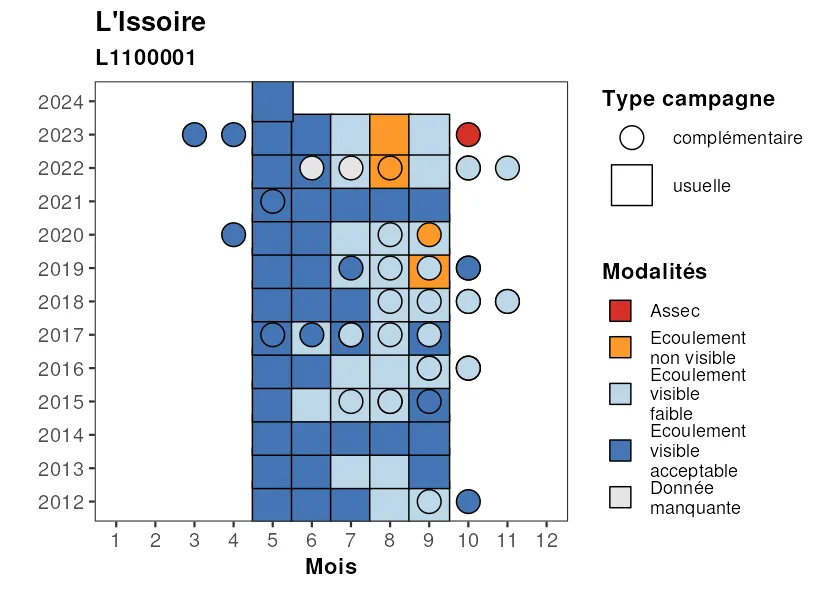 L'Issoire
L1100001
2024
2023
2022
2021
2020
2019
2018
2017
2016
2015
2014
2013
2012
1 2 3 4 5 6 7 8 9 10 11 12
Mois
Type campagne
complémentaire
usuelle
Modalités
Assec
Ecoulement
non visible
Ecoulement
visible
faible
Ecoulement
visible
acceptable
Donnée
manquante